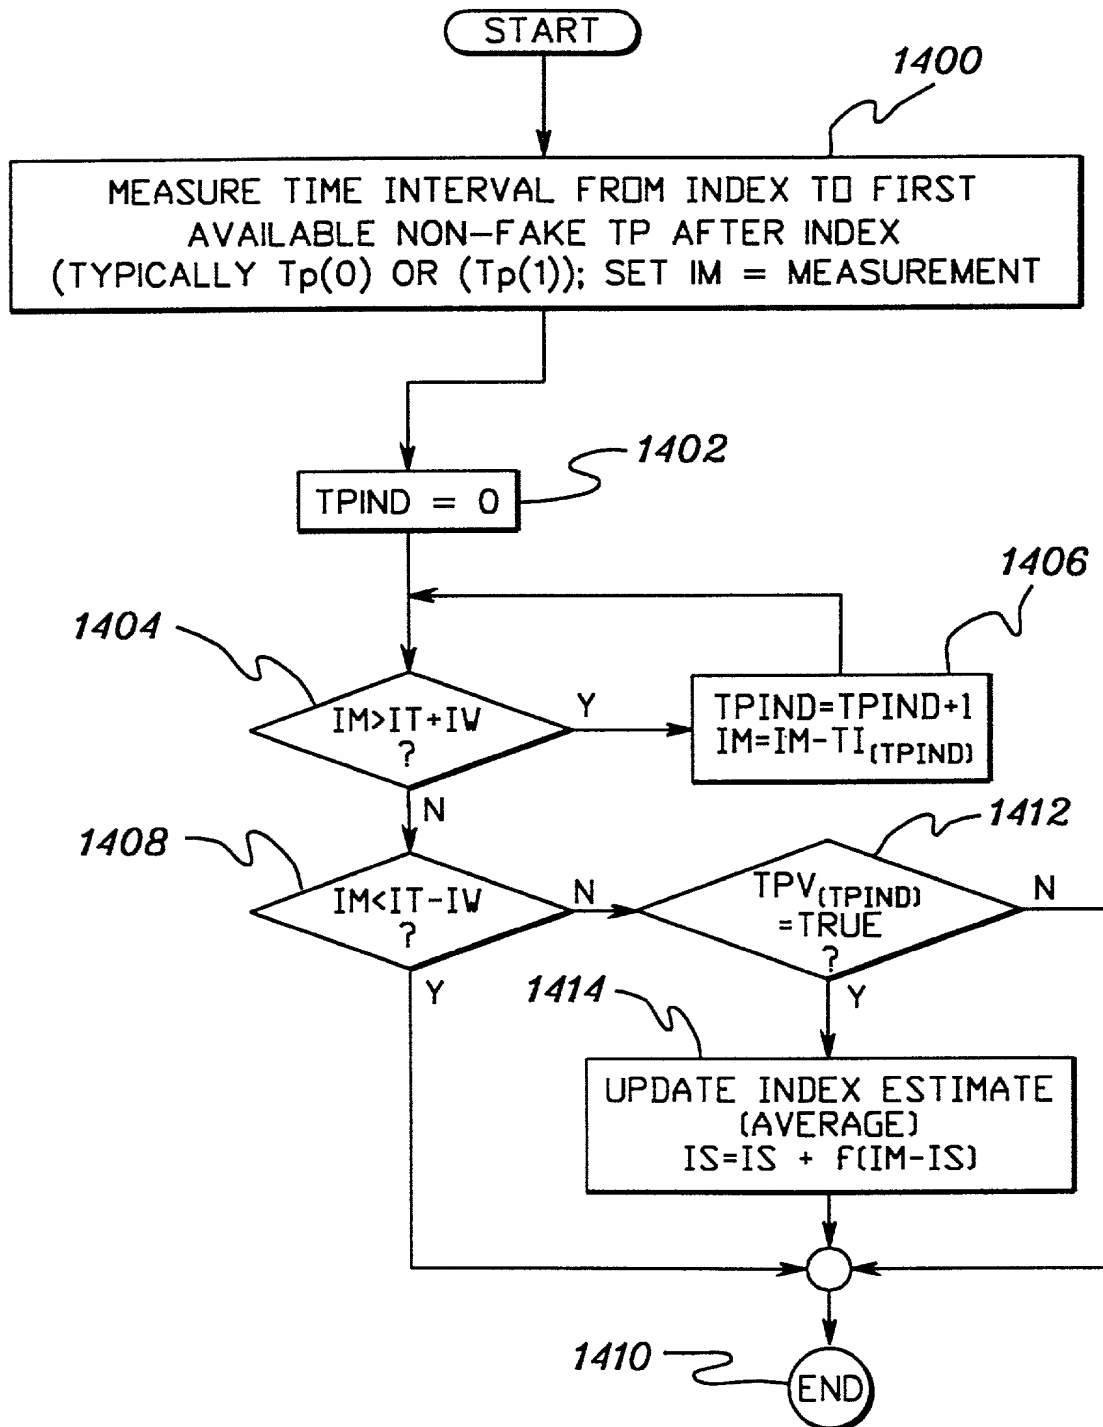 START
1400
MEASURE TIME INTERVAL FROM INDEX TO FIRST
AVAILABLE NON-FAKE TP AFTER INDEX
(TYPICALLY Tp(0) OR (Tp(1)); SET IM = MEASUREMENT
1402
TPIND = 0
1406
1404
IM>IT+IW
?
Y
TPIND=TPIND+1
IM=IM-TI(TPIND)
N
1412
1408
IM<IT-IW
?
N
TPV(TPIND)
=TRUE
?
N
Y
Y
1414
UPDATE INDEX ESTIMATE
(AVERAGE)
IS=IS + F(IM-IS)
1410
END